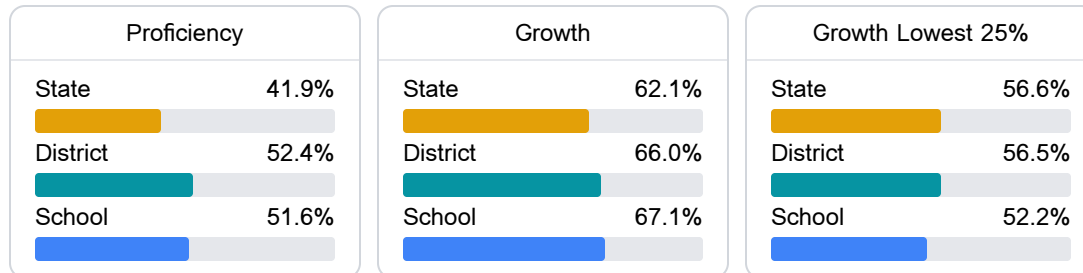 Proficiency
State 41.9%
District 52.4%
School 51.6%
Growth
State 62.1%
District 66.0%
School 67.1%
Growth Lowest 25%
State 56.6%
District 56.5%
School 52.2%